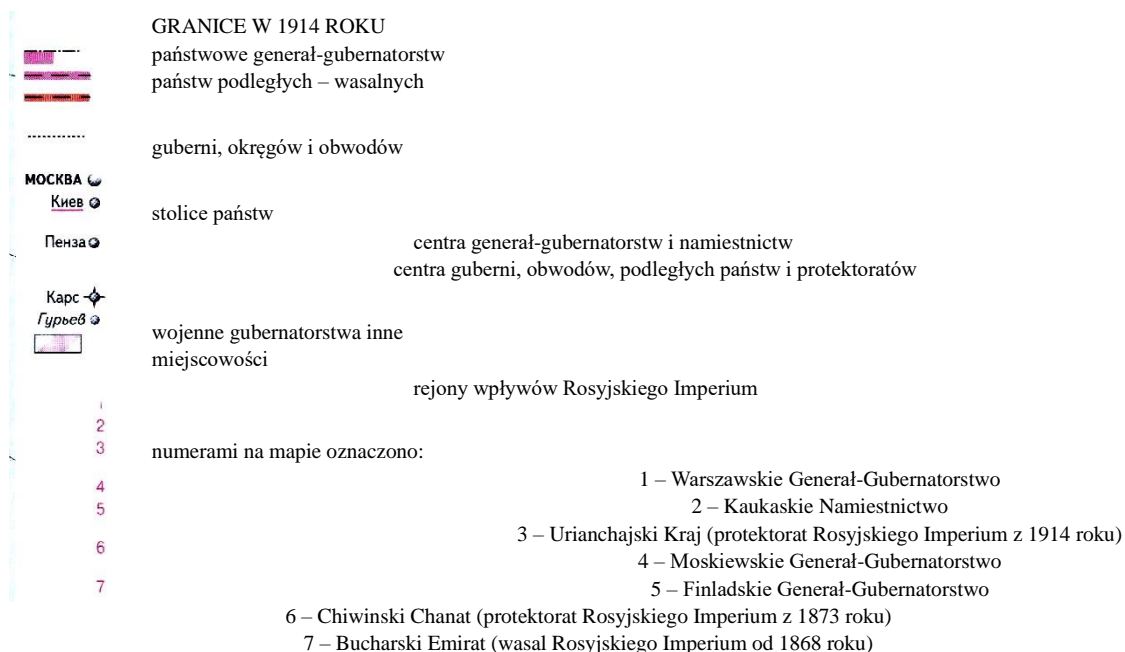 GRANICE W 1914 ROKU
państwowe generał-gubernatorstw
państw podległych – wasalnych
guberni, okręgów i obwodów
МОСКВА
Киев
stolice państw
Пенза
centra generał-gubernatorstw i namiestnictw
centra guberni, obwodów, podległych państw i protektoratów
Карс
Гурьев
wojenne gubernatorstwa inne
miejscowości
rejony wpływów Rosyjskiego Imperium
1
2
3
numerami na mapie oznaczono:
4
5
6
7
1 – Warszawskie Generał-Gubernatorstwo
2 – Kaukaskie Namiestnictwo
3 – Urianchajski Kraj (protektorat Rosyjskiego Imperium z 1914 roku)
4 – Moskiewskie Generał-Gubernatorstwo
5 – Finladskie Generał-Gubernatorstwo
6 – Chiwinski Chanat (protektorat Rosyjskiego Imperium z 1873 roku)
7 – Bucharski Emirat (wasal Rosyjskiego Imperium od 1868 roku)